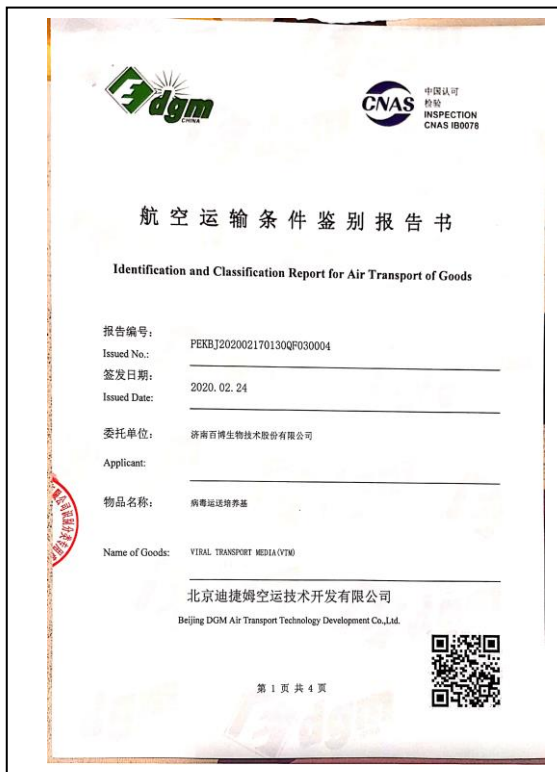 dgm
CHINA
CNAS
中国认可
检验
INSPECTION
CNAS IB0078
航空运输条件鉴别报告书
Identification and Classification Report for Air Transport of Goods
报告编号:
Issued No.:
PEKBJ202002170130QF030004
签发日期:
Issued Date:
2020.02.24
委托单位:
济南百博生物技术股份有限公司
Applicant:
物品名称:
病毒运送培养基
Name of Goods:
VIRAL TRANSPORT MEDIA(VTM)
北京迪捷姆空运技术开发有限公司
Beijing DGM Air Transport Technology Development Co.,Ltd.
第 1 页 共 4 页